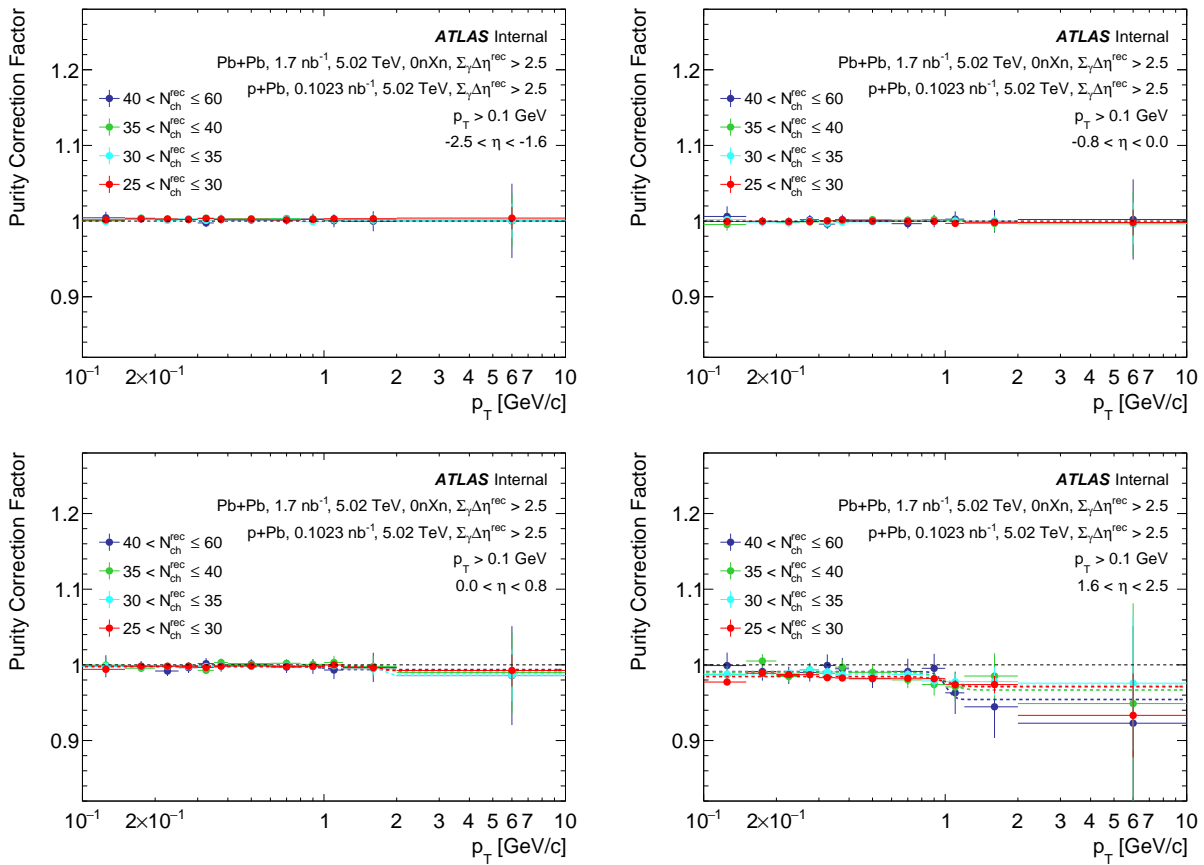 Purity Correction Factor
1.2
1.1
1
0.9
ATLAS Internal
Pb+Pb, 1.7 nb⁻¹, 5.02 TeV, 0nXn, Σ_γΔη^rec > 2.5
p+Pb, 0.1023 nb⁻¹, 5.02 TeV, Σ_γΔη^rec > 2.5
p_T > 0.1 GeV
-2.5 < η < -1.6
40 < N_ch^rec ≤ 60
35 < N_ch^rec ≤ 40
30 < N_ch^rec ≤ 35
25 < N_ch^rec ≤ 30
10⁻¹ 2×10⁻¹ 1 2 3 4 5 6 7 10
p_T [GeV/c]
Purity Correction Factor
1.2
1.1
1
0.9
ATLAS Internal
Pb+Pb, 1.7 nb⁻¹, 5.02 TeV, 0nXn, Σ_γΔη^rec > 2.5
p+Pb, 0.1023 nb⁻¹, 5.02 TeV, Σ_γΔη^rec > 2.5
p_T > 0.1 GeV
-0.8 < η < 0.0
40 < N_ch^rec ≤ 60
35 < N_ch^rec ≤ 40
30 < N_ch^rec ≤ 35
25 < N_ch^rec ≤ 30
10⁻¹ 2×10⁻¹ 1 2 3 4 5 6 7 10
p_T [GeV/c]
Purity Correction Factor
1.2
1.1
1
0.9
ATLAS Internal
Pb+Pb, 1.7 nb⁻¹, 5.02 TeV, 0nXn, Σ_γΔη^rec > 2.5
p+Pb, 0.1023 nb⁻¹, 5.02 TeV, Σ_γΔη^rec > 2.5
p_T > 0.1 GeV
0.0 < η < 0.8
40 < N_ch^rec ≤ 60
35 < N_ch^rec ≤ 40
30 < N_ch^rec ≤ 35
25 < N_ch^rec ≤ 30
10⁻¹ 2×10⁻¹ 1 2 3 4 5 6 7 10
p_T [GeV/c]
Purity Correction Factor
1.2
1.1
1
0.9
ATLAS Internal
Pb+Pb, 1.7 nb⁻¹, 5.02 TeV, 0nXn, Σ_γΔη^rec > 2.5
p+Pb, 0.1023 nb⁻¹, 5.02 TeV, Σ_γΔη^rec > 2.5
p_T > 0.1 GeV
1.6 < η < 2.5
40 < N_ch^rec ≤ 60
35 < N_ch^rec ≤ 40
30 < N_ch^rec ≤ 35
25 < N_ch^rec ≤ 30
10⁻¹ 2×10⁻¹ 1 2 3 4 5 6 7 10
p_T [GeV/c]